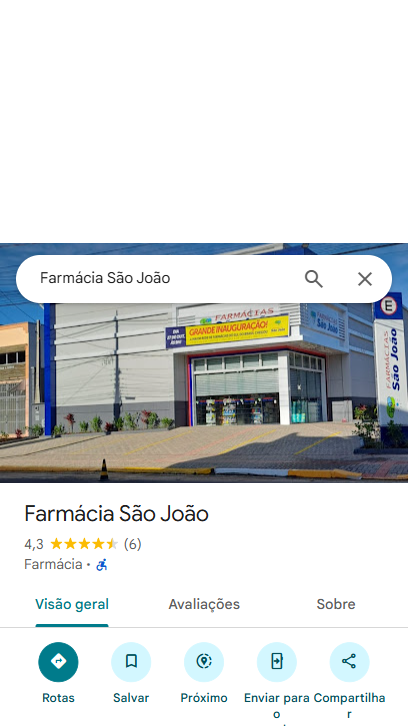 Farmácia São João
FARMÁCIAS
São João
GRANDE INAUGURAÇÃO!
FARMÁCIAS
São João
Farmácia São João
4,3 (6)
Farmácia •
Visão geral
Avaliações
Sobre
Rotas
Salvar
Próximo
Enviar para o
Compartilhar